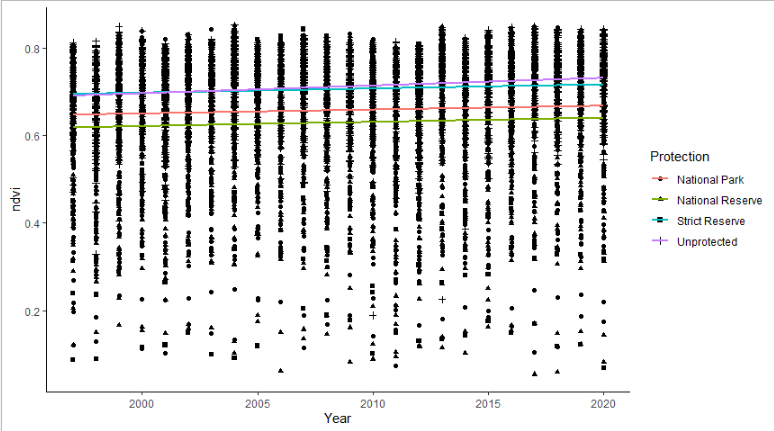 0.8
0.6
0.4
0.2
ndvi
2000
2005
2010
2015
2020
Year
Protection
National Park
National Reserve
Strict Reserve
Unprotected